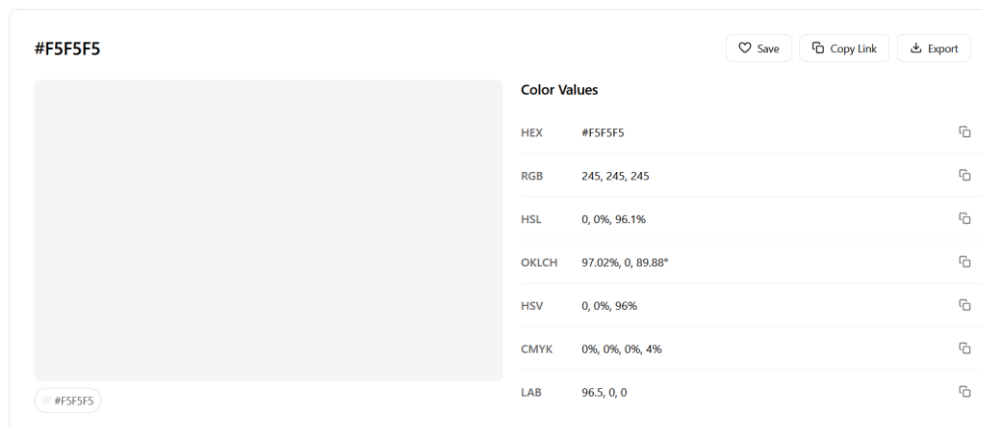 #F5F5F5
Save Copy Link Export
Color Values
HEX #F5F5F5
RGB 245, 245, 245
HSL 0, 0%, 96.1%
OKLCH 97.02%, 0, 89.88°
HSV 0, 0%, 96%
CMYK 0%, 0%, 0%, 4%
LAB 96.5, 0, 0
#F5F5F5